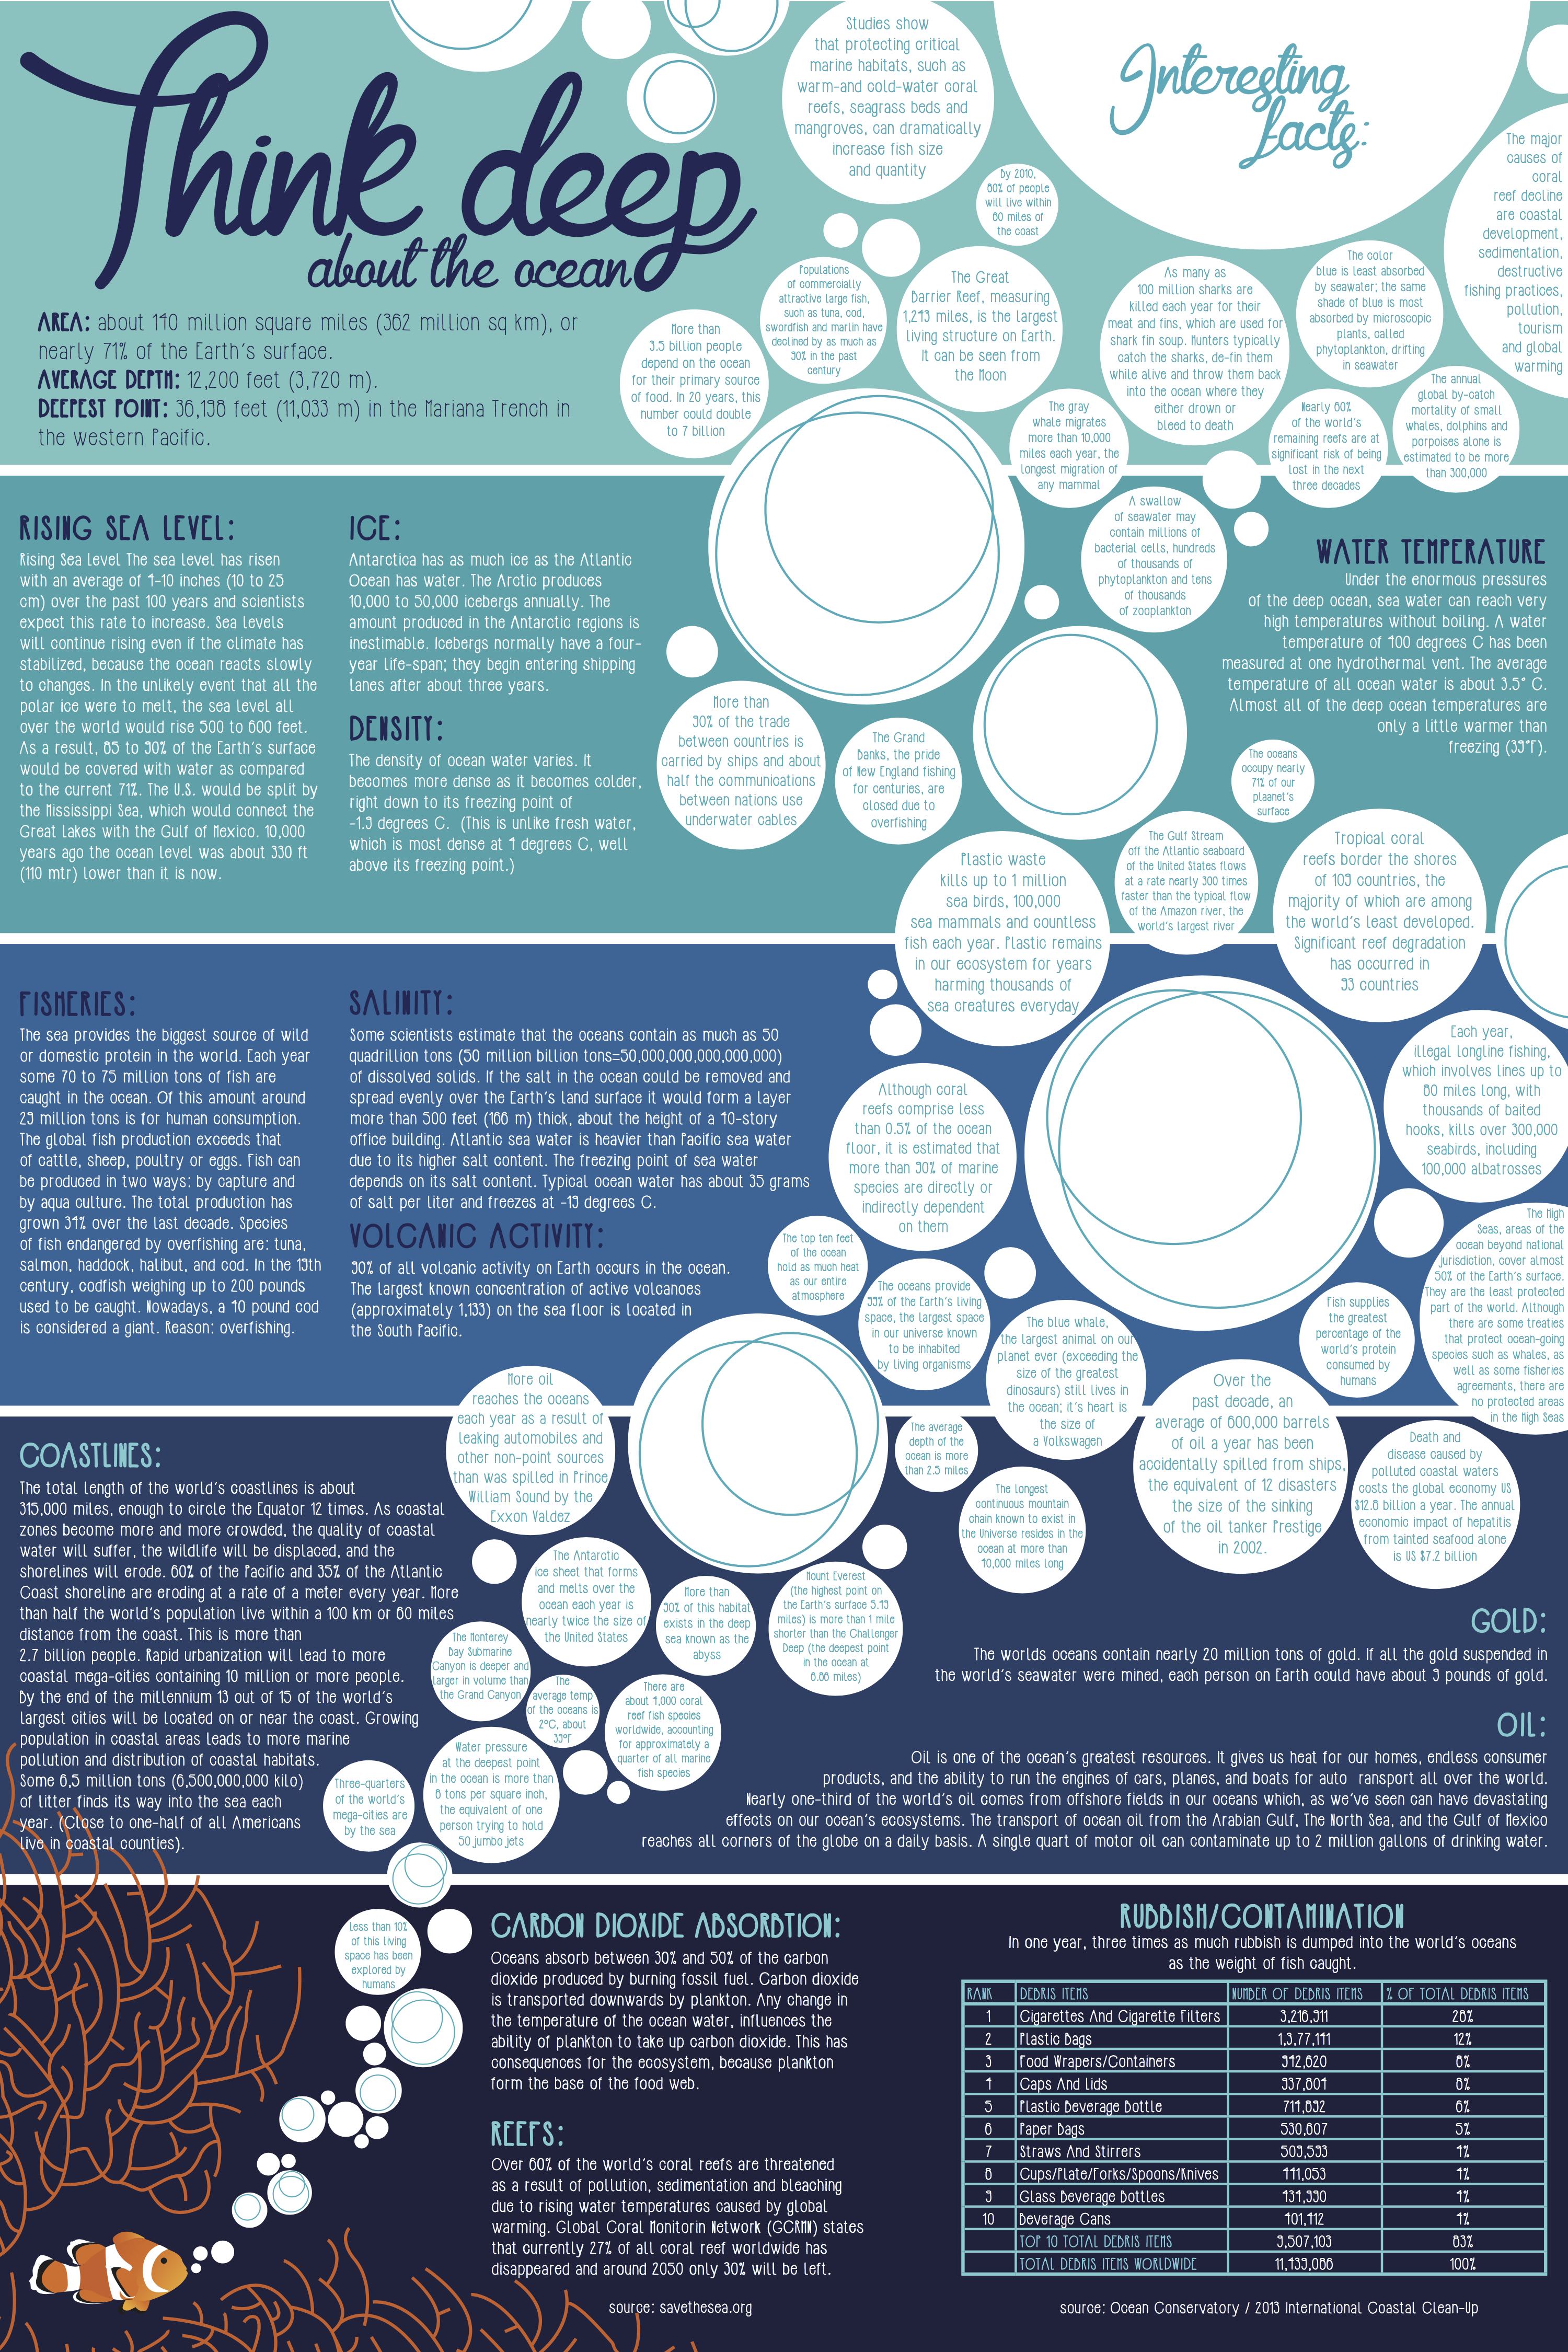 Think deep
about the ocean
AREA: about 140 million square miles (362 million sq km), or
nearly 71% of the Earth's surface.
AVERAGE DEPTH: 12,200 feet (3,720 m).
DEEPEST POINT: 36,198 feet (11,033 m) in the Mariana Trench in
the western Pacific.
Interesting
facts:
Studies show
that protecting critical
marine habitats, such as
warm-and cold-water coral
reefs, seagrass beds and
mangroves, can dramatically
increase fish size
and quantity
By 2010,
80% of people
will live within
60 miles of
the coast
The major
causes of
coral
reef decline
are coastal
development,
sedimentation,
destructive
fishing practices,
pollution,
tourism
and global
warming
Populations
of commercially
attractive large fish,
such as tuna, cod,
swordfish and marlin have
declined by as much as
90% in the past
century
The Great
Barrier Reef, measuring
1,243 miles, is the largest
living structure on Earth.
It can be seen from
the Moon
As many as
100 million sharks are
killed each year for their
meat and fins, which are used for
shark fin soup. Hunters typically
catch the sharks, de-fin them
while alive and throw them back
into the ocean where they
either drown or
bleed to death
The color
blue is least absorbed
by seawater; the same
shade of blue is most
absorbed by microscopic
plants, called
phytoplankton, drifting
in seawater
More than
3.5 billion people
depend on the ocean
for their primary source
of food. In 20 years, this
number could double
to 7 billion
The gray
whale migrates
more than 10,000
miles each year, the
longest migration of
any mammal
Nearly 60%
of the world's
remaining reefs are at
significant risk of being
lost in the next
three decades
The annual
global by-catch
mortality of small
whales, dolphins and
porpoises alone is
estimated to be more
than 300,000
RISING SEA LEVEL:
Rising Sea level The sea level has risen
with an average of 4-10 inches (10 to 25
cm) over the past 100 years and scientists
expect this rate to increase. Sea levels
will continue rising even if the climate has
stabilized, because the ocean reacts slowly
to changes. In the unlikely event that all the
polar ice were to melt, the sea level all
over the world would rise 500 to 600 feet.
As a result, 85 to 90% of the Earth's surface
would be covered with water as compared
to the current 71%. The U.S. would be split by
the Mississippi Sea, which would connect the
Great lakes with the Gulf of Mexico. 10,000
years ago the ocean level was about 330 ft
(110 mtr) lower than it is now.
ICE:
Antarctica has as much ice as the Atlantic
Ocean has water. The Arctic produces
10,000 to 50,000 icebergs annually. The
amount produced in the Antarctic regions is
inestimable. Icebergs normally have a four-
year life-span; they begin entering shipping
lanes after about three years.
DENSITY:
The density of ocean water varies. It
becomes more dense as it becomes colder,
right down to its freezing point of
-1.9 degrees C. (This is unlike fresh water,
which is most dense at 4 degrees C, well
above its freezing point.)
A swallow
of seawater may
contain millions of
bacterial cells, hundreds
of thousands of
phytoplankton and tens
of thousands
of zooplankton
WATER TEMPERATURE
Under the enormous pressures
of the deep ocean, sea water can reach very
high temperatures without boiling. A water
temperature of 400 degrees C has been
measured at one hydrothermal vent. The average
temperature of all ocean water is about 3.5° C.
Almost all of the deep ocean temperatures are
only a little warmer than
freezing (39°F).
More than
90% of the trade
between countries is
carried by ships and about
half the communications
between nations use
underwater cables
The Grand
Banks, the pride
of New England fishing
for centuries, are
closed due to
overfishing
The oceans
occupy nearly
71% of our
plaanet's
surface
Plastic waste
kills up to 1 million
sea birds, 100,000
sea mammals and countless
fish each year. Plastic remains
in our ecosystem for years
harming thousands of
sea creatures everyday
The Gulf Stream
off the Atlantic seaboard
of the United States flows
at a rate nearly 300 times
faster than the typical flow
of the Amazon river, the
world's largest river
Tropical coral
reefs border the shores
of 109 countries, the
majority of which are among
the world's least developed.
Significant reef degradation
has occurred in
93 countries
FISHERIES:
The sea provides the biggest source of wild
or domestic protein in the world. Each year
some 70 to 75 million tons of fish are
caught in the ocean. Of this amount around
29 million tons is for human consumption.
The global fish production exceeds that
of cattle, sheep, poultry or eggs. Fish can
be produced in two ways: by capture and
by aqua culture. The total production has
grown 34% over the last decade. Species
of fish endangered by overfishing are: tuna,
salmon, haddock, halibut, and cod. In the 19th
century, codfish weighing up to 200 pounds
used to be caught. Nowadays, a 40 pound cod
is considered a giant. Reason: overfishing.
SALINITY:
Some scientists estimate that the oceans contain as much as 50
quadrillion tons (50 million billion tons=50,000,000,000,000,000)
of dissolved solids. If the salt in the ocean could be removed and
spread evenly over the Earth's land surface it would form a layer
more than 500 feet (166 m) thick, about the height of a 40-story
office building. Atlantic sea water is heavier than Pacific sea water
due to its higher salt content. The freezing point of sea water
depends on its salt content. Typical ocean water has about 35 grams
of salt per liter and freezes at -19 degrees C.
VOLCANIC ACTIVITY:
90% of all volcanic activity on Earth occurs in the ocean.
The largest known concentration of active volcanoes
(approximately 1,133) on the sea floor is located in
the South Pacific.
Although coral
reefs comprise less
than 0.5% of the ocean
floor, it is estimated that
more than 90% of marine
species are directly or
indirectly dependent
on them
Each year,
illegal longline fishing,
which involves lines up to
80 miles long, with
thousands of baited
hooks, kills over 300,000
seabirds, including
100,000 albatrosses
The top ten feet
of the ocean
hold as much heat
as our entire
atmosphere
The oceans provide
99% of the Earth's living
space, the largest space
in our universe known
to be inhabited
by living organisms
The High
Seas, areas of the
ocean beyond national
jurisdiction, cover almost
50% of the Earth's surface.
They are the least protected
part of the world. Although
there are some treaties
that protect ocean-going
species such as whales, as
well as some fisheries
agreements, there are
no protected areas
in the High Seas
Fish supplies
the greatest
percentage of the
world's protein
consumed by
humans
The blue whale,
the largest animal on our
planet ever (exceeding the
size of the greatest
dinosaurs) still lives in
the ocean; it's heart is
the size of
a Volkswagen
More oil
reaches the oceans
each year as a result of
leaking automobiles and
other non-point sources
than was spilled in Prince
William Sound by the
Exxon Valdez
Over the
past decade, an
average of 600,000 barrels
of oil a year has been
accidentally spilled from ships,
the equivalent of 12 disasters
the size of the sinking
of the oil tanker Prestige
in 2002.
The average
depth of the
ocean is more
than 2.5 miles
Death and
disease caused by
polluted coastal waters
costs the global economy US
$12.8 billion a year. The annual
economic impact of hepatitis
from tainted seafood alone
is US $7.2 billion
The longest
continuous mountain
chain known to exist in
the Universe resides in the
ocean at more than
40,000 miles long
COASTLINES:
The total length of the world's coastlines is about
315,000 miles, enough to circle the Equator 12 times. As coastal
zones become more and more crowded, the quality of coastal
water will suffer, the wildlife will be displaced, and the
shorelines will erode. 60% of the Pacific and 35% of the Atlantic
Coast shoreline are eroding at a rate of a meter every year. More
than half the world's population live within a 100 km or 60 miles
distance from the coast. This is more than
2.7 billion people. Rapid urbanization will lead to more
coastal mega-cities containing 10 million or more people.
By the end of the millennium 13 out of 15 of the world's
largest cities will be located on or near the coast. Growing
population in coastal areas leads to more marine
pollution and distribution of coastal habitats.
Some 6,5 million tons (6,500,000,000 kilo)
of litter finds its way into the sea each
year. (Close to one-half of all Americans
live in coastal counties).
The Antarctic
ice sheet that forms
and melts over the
ocean each year is
nearly twice the size of
the United States
More than
90% of this habitat
exists in the deep
sea known as the
abyss
Mount Everest
(the highest point on
the Earth's surface 5.49
miles) is more than 1 mile
shorter than the Challenger
Deep (the deepest point
in the ocean at
6.86 miles)
The Monterey
Bay Submarine
Canyon is deeper and
larger in volume than
the Grand Canyon
The
average temp
of the oceans is
2°C, about
39°F
There are
about 4,000 coral
reef fish species
worldwide, accounting
for approximately a
quarter of all marine
fish species
Water pressure
at the deepest point
in the ocean is more than
8 tons per square inch,
the equivalent of one
person trying to hold
50 jumbo jets
Three-quarters
of the world's
mega-cities are
by the sea
GOLD:
The worlds oceans contain nearly 20 million tons of gold. If all the gold suspended in
the world's seawater were mined, each person on Earth could have about 9 pounds of gold.
OIL:
Oil is one of the ocean's greatest resources. It gives us heat for our homes, endless consumer
products, and the ability to run the engines of cars, planes, and boats for auto ransport all over the world.
Nearly one-third of the world's oil comes from offshore fields in our oceans which, as we've seen can have devastating
effects on our ocean's ecosystems. The transport of ocean oil from the Arabian Gulf, The North Sea, and the Gulf of Mexico
reaches all corners of the globe on a daily basis. A single quart of motor oil can contaminate up to 2 million gallons of drinking water.
Less than 10%
of this living
space has been
explored by
humans
CARBON DIOXIDE ABSORBTION:
Oceans absorb between 30% and 50% of the carbon
dioxide produced by burning fossil fuel. Carbon dioxide
is transported downwards by plankton. Any change in
the temperature of the ocean water, influences the
ability of plankton to take up carbon dioxide. This has
consequences for the ecosystem, because plankton
form the base of the food web.
REEFS:
Over 60% of the world's coral reefs are threatened
as a result of pollution, sedimentation and bleaching
due to rising water temperatures caused by global
warming. Global Coral Monitorin Network (GCRMN) states
that currently 27% of all coral reef worldwide has
disappeared and around 2050 only 30% will be left.
source: savethesea.org
RUBBISH/CONTAMINATION
In one year, three times as much rubbish is dumped into the world's oceans
as the weight of fish caught.
RANK DEBRIS ITEMS NUMBER OF DEBRIS ITEMS % OF TOTAL DEBRIS ITEMS
1 Cigarettes And Cigarette Filters 3,216,991 28%
2 Plastic Bags 1,3,77,141 12%
3 Food Wrapers/Containers 942,620 8%
4 Caps And Lids 937,804 8%
5 Plastic Beverage Bottle 714,892 6%
6 Paper Bags 530,607 5%
7 Straws And Stirrers 509,593 4%
8 Cups/Plate/Forks/Spoons/Knives 441,053 4%
9 Glass Beverage Bottles 434,990 4%
10 Beverage Cans 401,412 4%
TOP 10 TOTAL DEBRIS ITEMS 9,507,103 83%
TOTAL DEBRIS ITEMS WORLDWIDE 11,439,086 100%
source: Ocean Conservatory / 2013 International Coastal Clean-Up